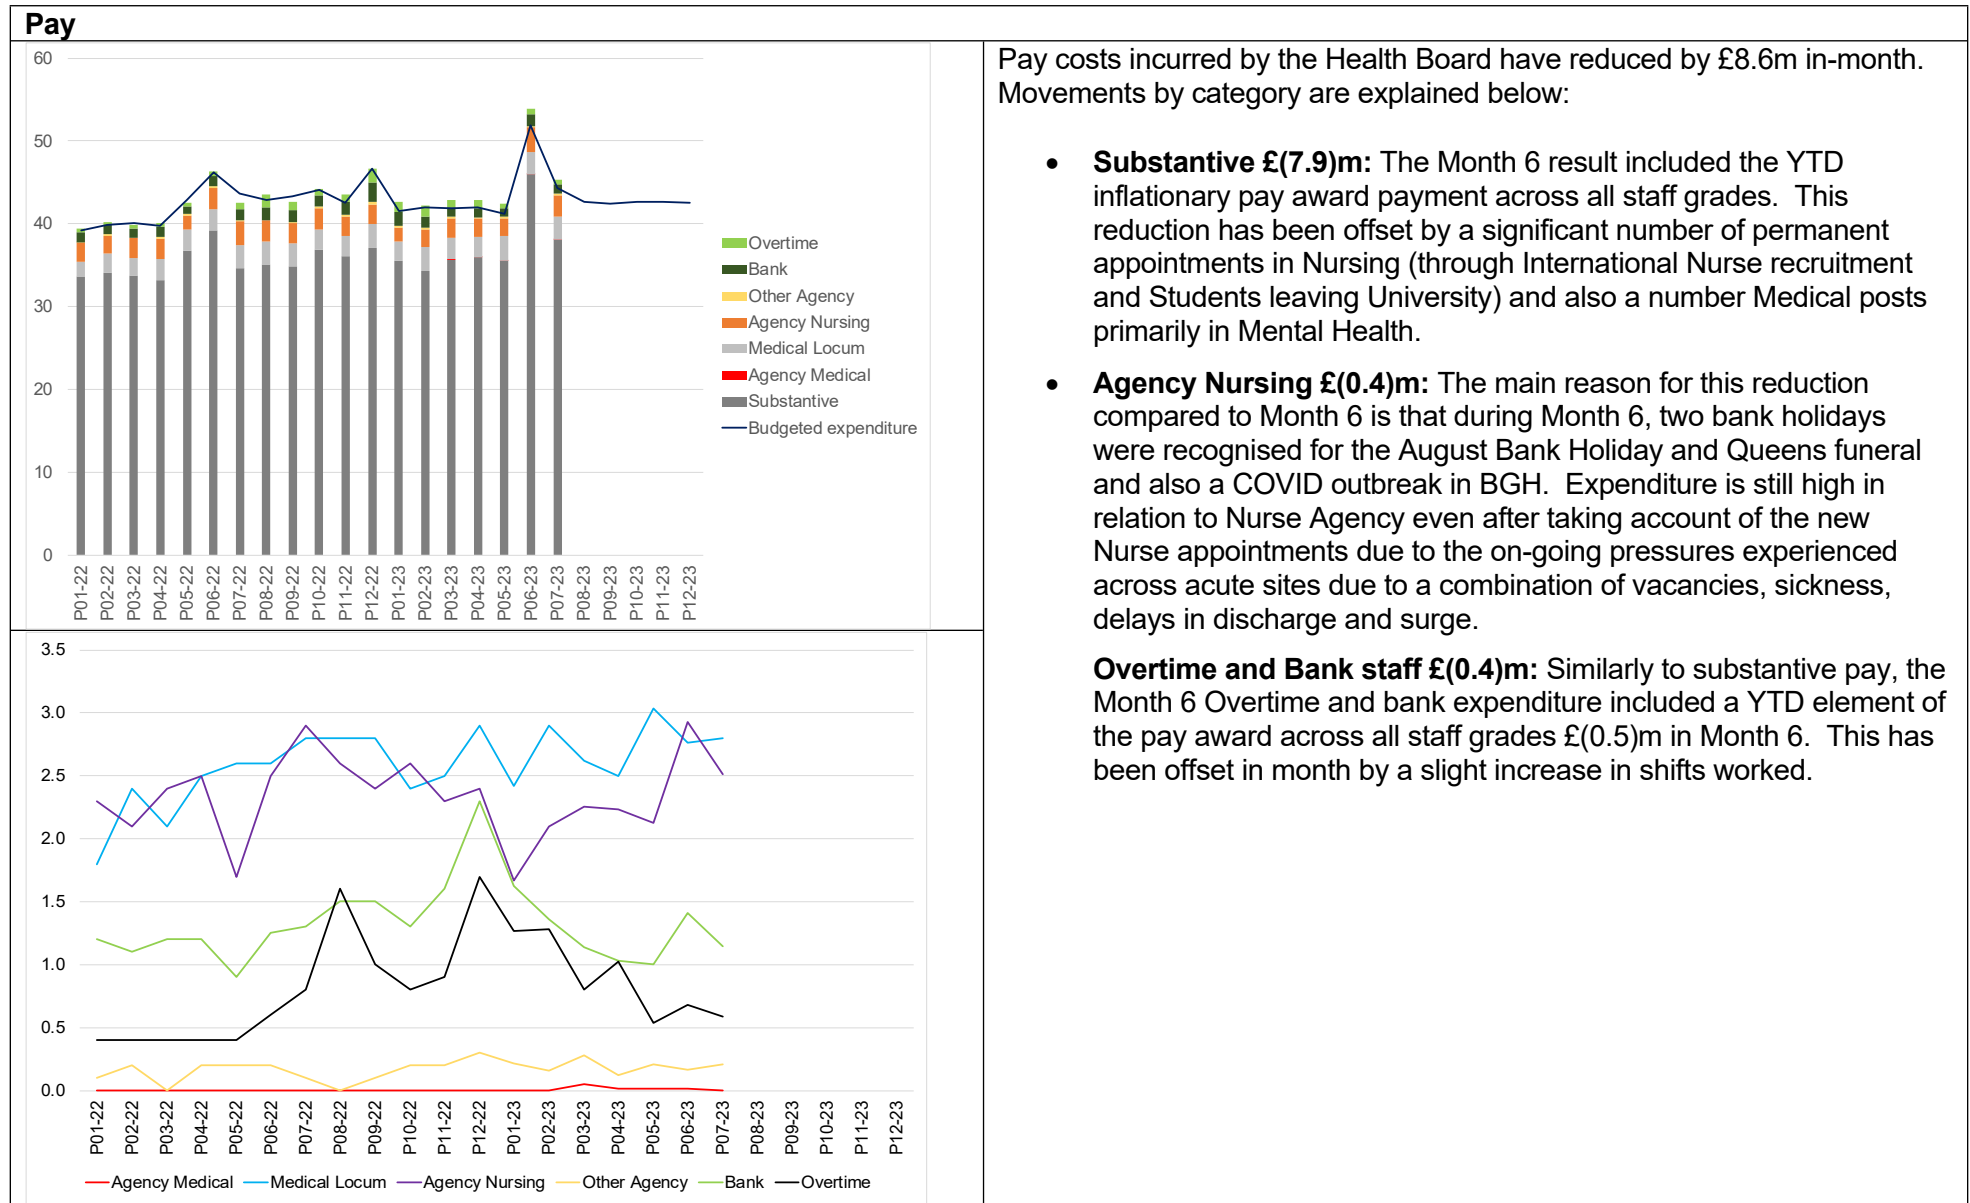 Pay
60
50
40
30
20
10
0
P01-22
P02-22
P03-22
P04-22
P05-22
P06-22
P07-22
P08-22
P09-22
P10-22
P11-22
P12-22
P01-23
P02-23
P03-23
P04-23
P05-23
P06-23
P07-23
P08-23
P09-23
P10-23
P11-23
P12-23
Overtime
Bank
Other Agency
Agency Nursing
Medical Locum
Agency Medical
Substantive
Budgeted expenditure
3.5
3.0
2.5
2.0
1.5
1.0
0.5
0.0
P01-22
P02-22
P03-22
P04-22
P05-22
P06-22
P07-22
P08-22
P09-22
P10-22
P11-22
P12-22
P01-23
P02-23
P03-23
P04-23
P05-23
P06-23
P07-23
P08-23
P09-23
P10-23
P11-23
P12-23
Agency Medical Medical Locum Agency Nursing Other Agency Bank Overtime
Pay costs incurred by the Health Board have reduced by £8.6m in-month.
Movements by category are explained below:
• Substantive £(7.9)m: The Month 6 result included the YTD
inflationary pay award payment across all staff grades. This
reduction has been offset by a significant number of permanent
appointments in Nursing (through International Nurse recruitment
and Students leaving University) and also a number Medical posts
primarily in Mental Health.
• Agency Nursing £(0.4)m: The main reason for this reduction
compared to Month 6 is that during Month 6, two bank holidays
were recognised for the August Bank Holiday and Queens funeral
and also a COVID outbreak in BGH. Expenditure is still high in
relation to Nurse Agency even after taking account of the new
Nurse appointments due to the on-going pressures experienced
across acute sites due to a combination of vacancies, sickness,
delays in discharge and surge.
Overtime and Bank staff £(0.4)m: Similarly to substantive pay, the
Month 6 Overtime and bank expenditure included a YTD element of
the pay award across all staff grades £(0.5)m in Month 6. This has
been offset in month by a slight increase in shifts worked.